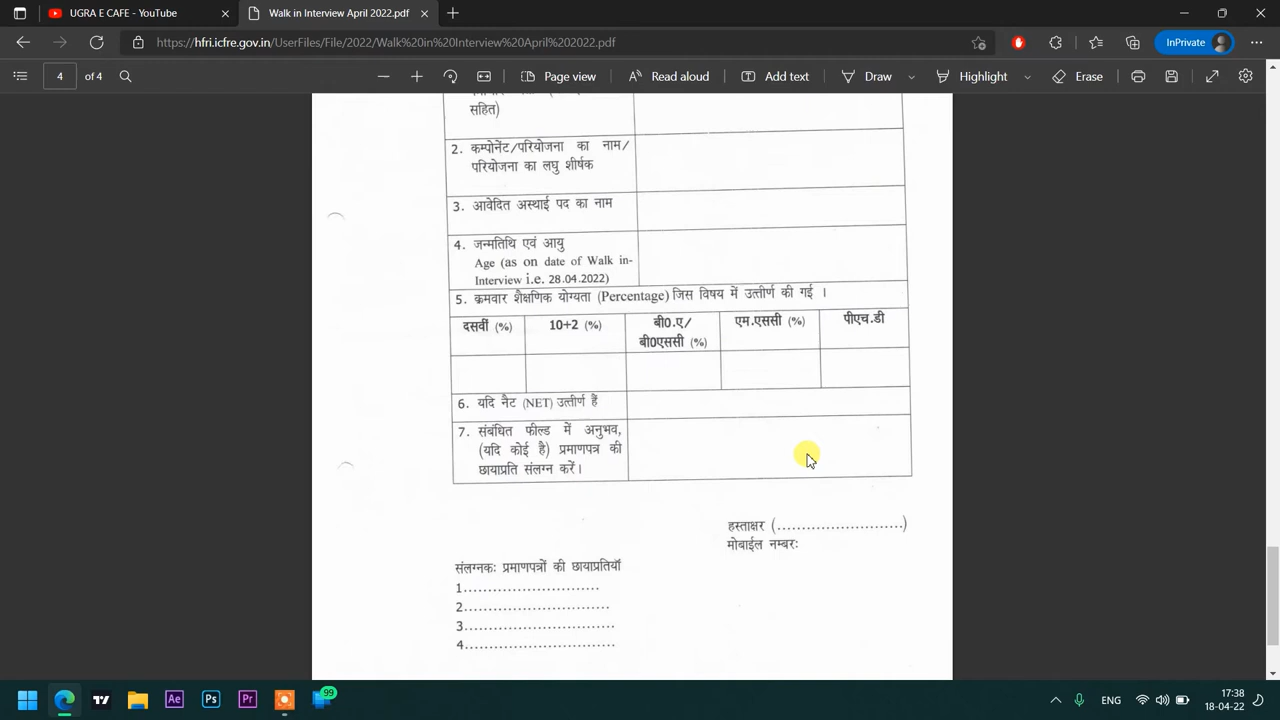 UGRA E CAFE - YouTube
Walk in Interview April 2022.pdf
https://hfri.icfre.gov.in/UserFiles/File/2022/Walk%20in%20Interview%20April%202022.pdf
InPrivate
4 of 4
Page view
Read aloud
Add text
Draw
Highlight
Erase
सहित)
2. कम्पोनेंट/परियोजना का नाम/
परियोजना का लघु शीर्षक
3. आवेदित अस्थाई पद का नाम
4. जन्मतिथि एवं आयु
Age (as on date of Walk in-
Interview i.e. 28.04.2022)
5. क्रमवार शैक्षणिक योग्यता (Percentage) जिस विषय में उत्तीर्ण की गई ।
दसवीं (%)
10+2 (%)
बी0.ए/
बी0एससी (%)
एम.एससी (%)
पीएच.डी
6. यदि नैट (NET) उत्तीर्ण हैं
7. संबंधित फील्ड में अनुभव,
(यदि कोई है) प्रमाणपत्र की
छायाप्रति संलग्न करें।
हस्ताक्षर (..........................)
मोबाईल नम्बरः
संलग्नकः प्रमाणपत्रों की छायाप्रतियाँ
1............................
2..............................
3...............................
4...............................
Ae
Ps
Pr
99
ENG
17:38
18-04-22